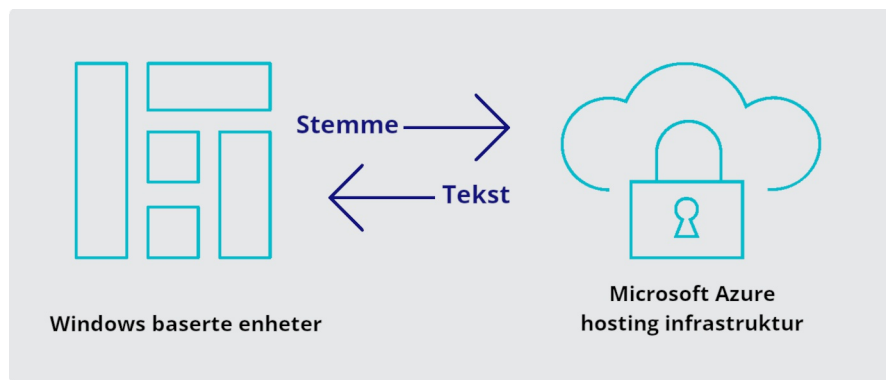 Stemme
Tekst
Windows baserte enheter
Microsoft Azure
hosting infrastruktur